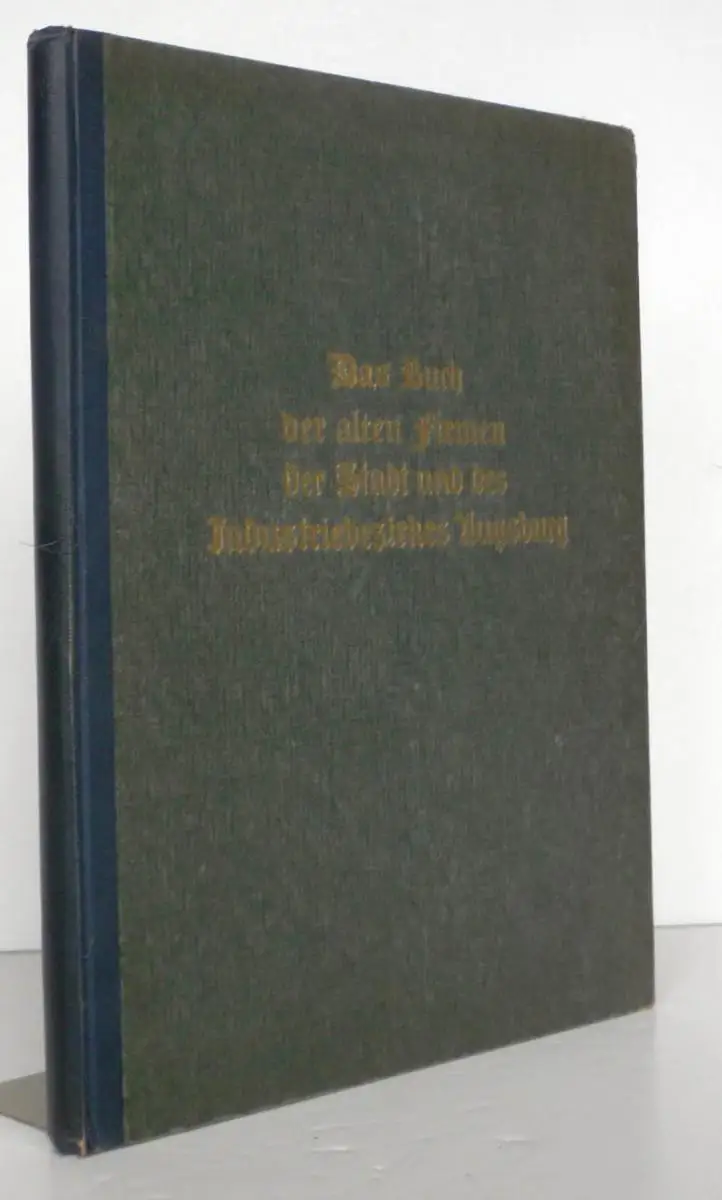 Das Buch
der alten Firmen
der Stadt und des
Industriebezirkes Augsburg